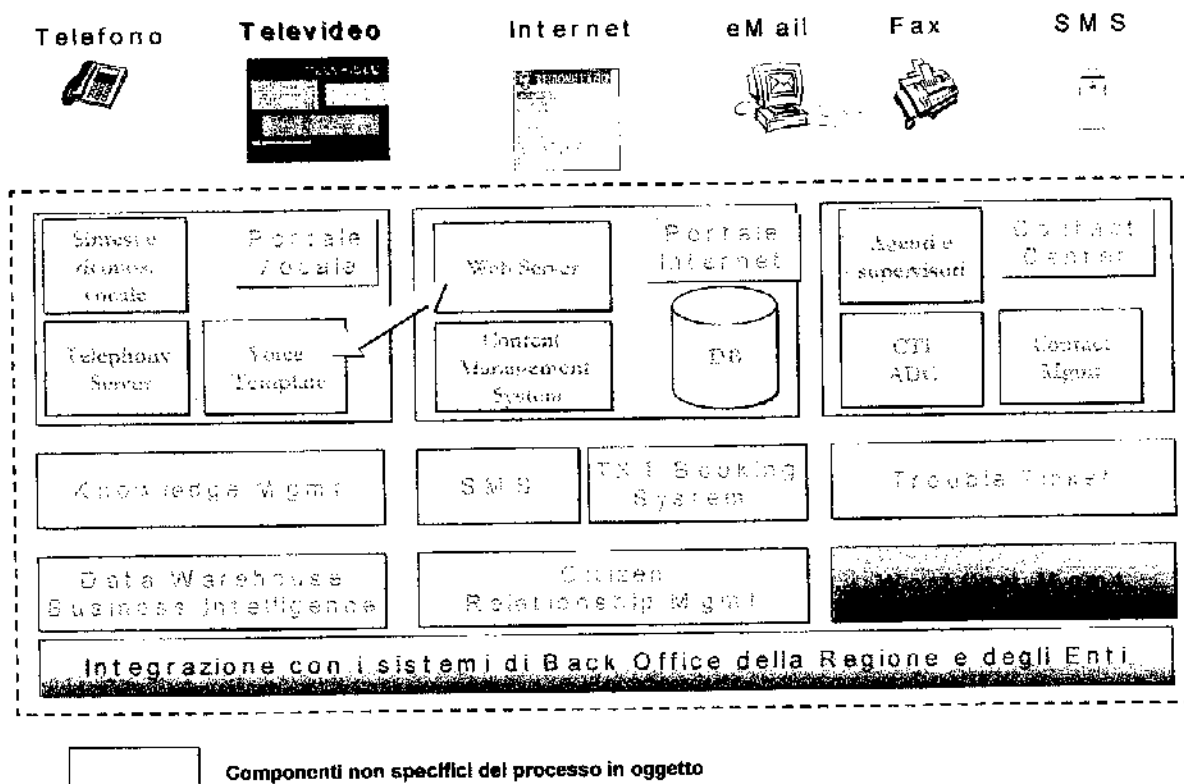 Telefono
Televideo
Internet
eMail
Fax
SMS
Sintesi e
riconos.
vocale
Portale
Vocale
Web Server
Portale
Internet
Agenti e
supervisori
Contact
Center
Telephony
Server
Voice
Template
Content
Management
System
DB
CTI
Contact
Mgmt
Knowledge Mgmt
SMS
Booking
System
Trouble Ticket
Data Warehouse
Business Intelligence
Citizen
Relationship Mgmt
Integrazione con i sistemi di Back Office della Regione e degli Enti
Componenti non specifici del processo in oggetto